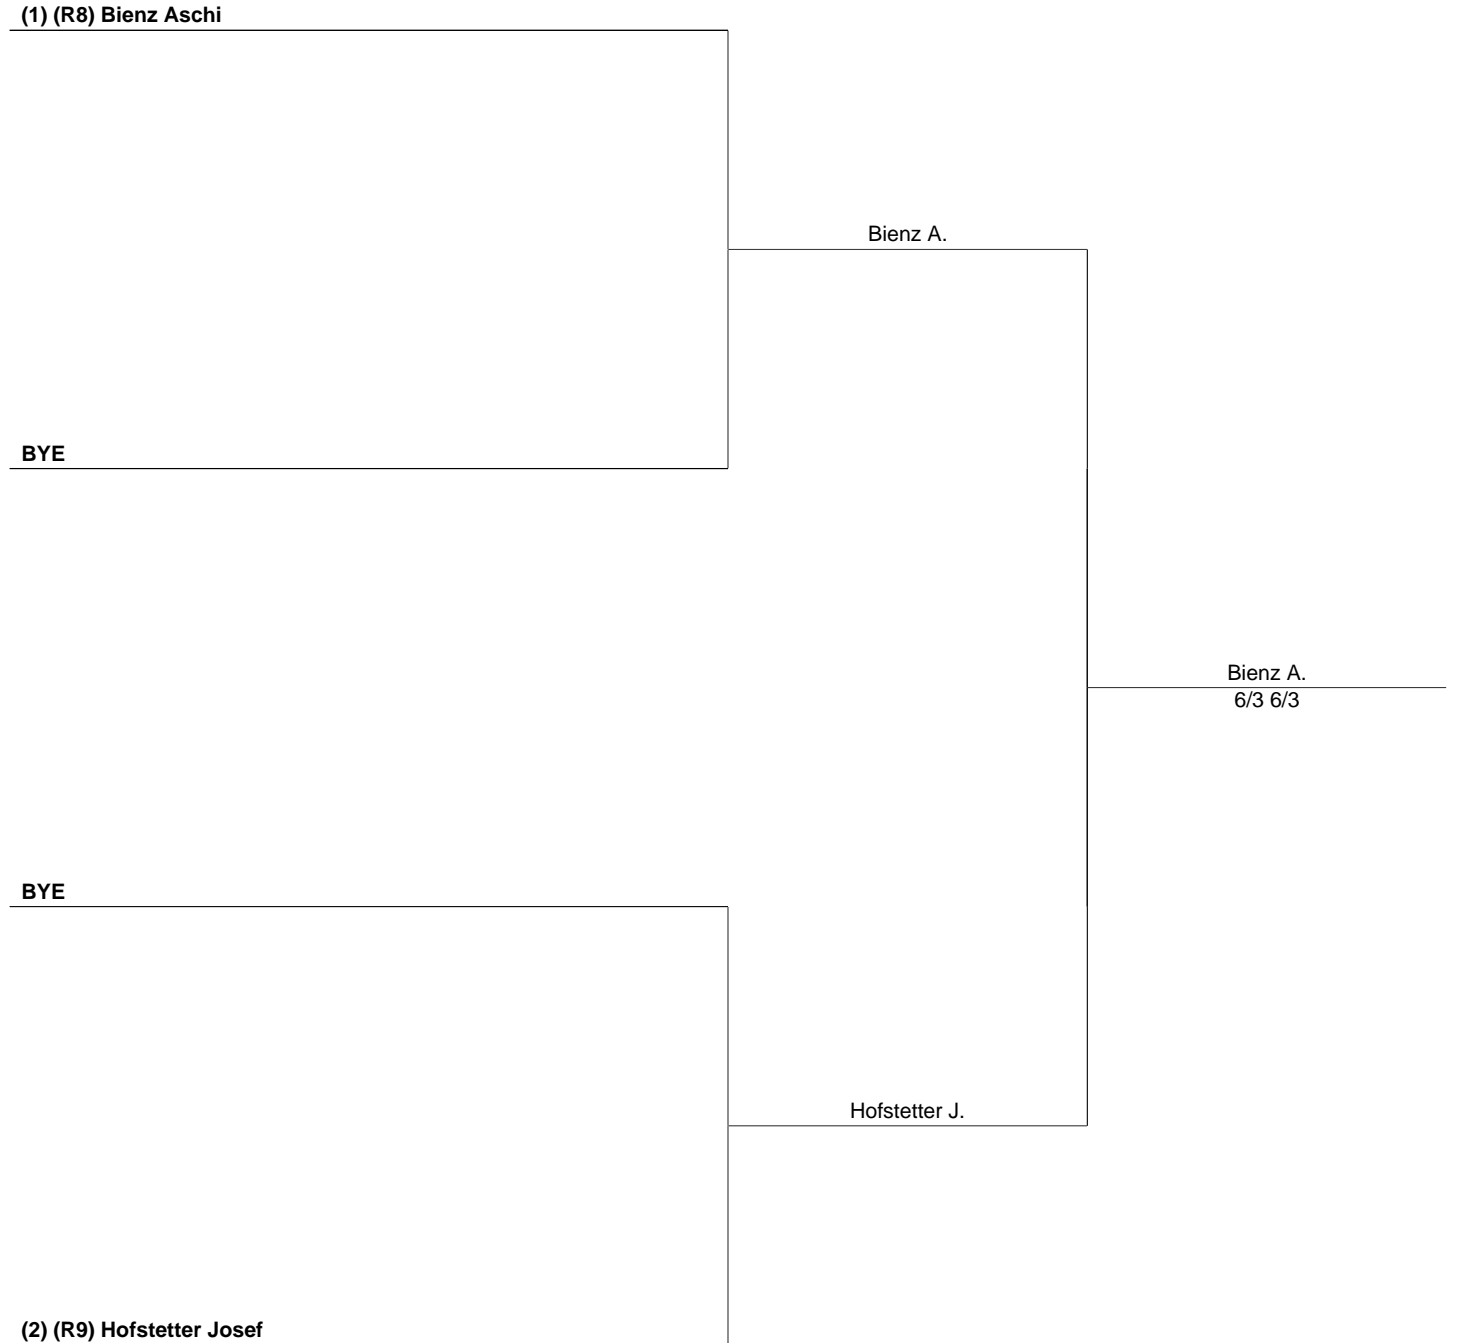 (1) (R8) Bienz Aschi
Bienz A.
BYE
Bienz A.
6/3 6/3
BYE
Hofstetter J.
(2) (R9) Hofstetter Josef